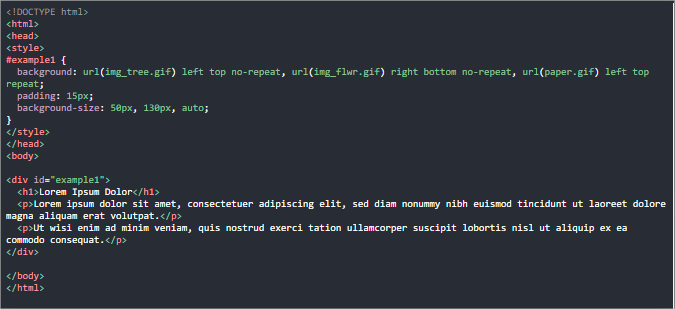 <!DOCTYPE html>
<html>
<head>
<style>
#example1 {
  background: url(img_tree.gif) left top no-repeat, url(img_flwr.gif) right bottom no-repeat, url(paper.gif) left top
repeat;
  padding: 15px;
  background-size: 50px, 130px, auto;
}
</style>
</head>
<body>

<div id="example1">
  <h1>Lorem Ipsum Dolor</h1>
  <p>Lorem ipsum dolor sit amet, consectetuer adipiscing elit, sed diam nonummy nibh euismod tincidunt ut laoreet dolore
magna aliquam erat volutpat.</p>
  <p>Ut wisi enim ad minim veniam, quis nostrud exerci tation ullamcorper suscipit lobortis nisl ut aliquip ex ea
commodo consequat.</p>
</div>

</body>
</html>